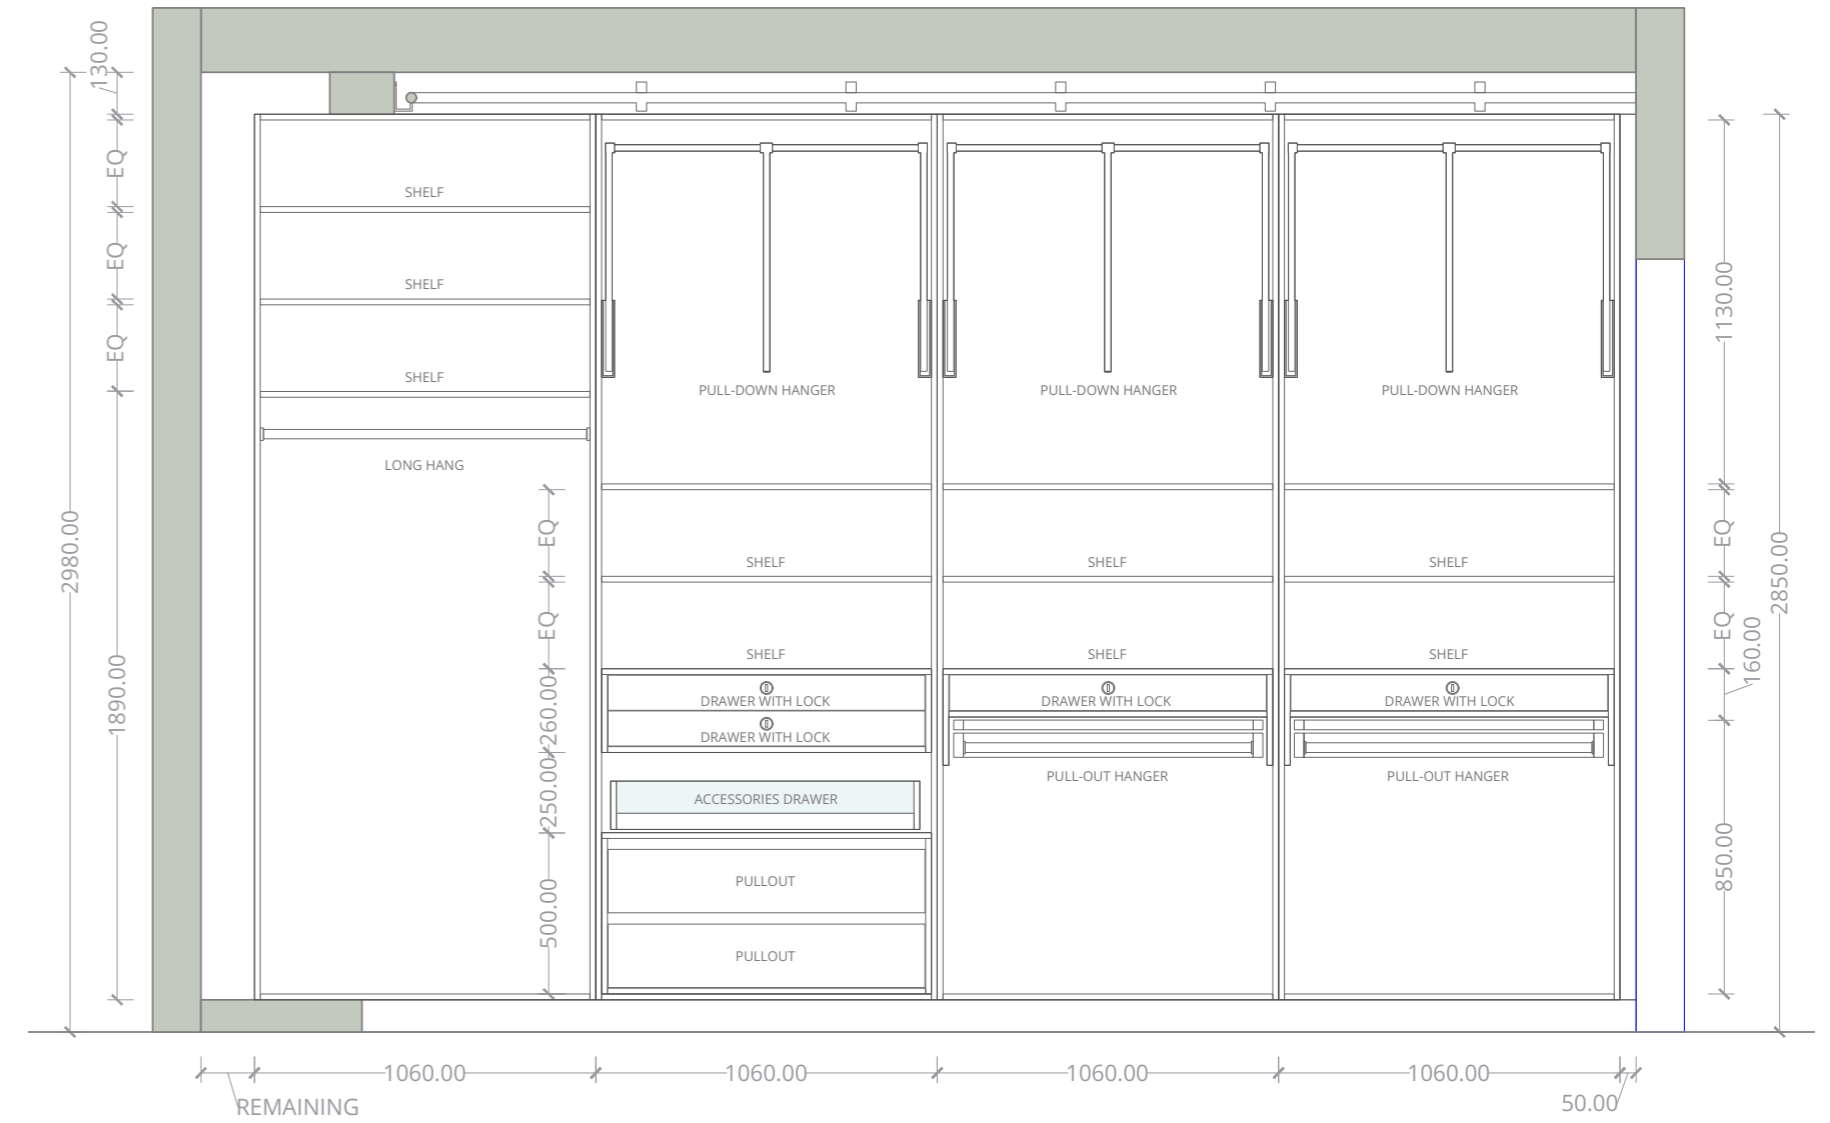 130.00
EQ
SHELF
EQ
SHELF
EQ
SHELF
PULL-DOWN HANGER
PULL-DOWN HANGER
PULL-DOWN HANGER
1130.00
LONG HANG
2980.00
EQ
EQ
2850.00
SHELF
SHELF
SHELF
EQ
EQ
160.00
SHELF
SHELF
SHELF
1890.00
260.00
DRAWER WITH LOCK
DRAWER WITH LOCK
DRAWER WITH LOCK
DRAWER WITH LOCK
PULL-OUT HANGER
PULL-OUT HANGER
250.00
ACCESSORIES DRAWER
850.00
500.00
PULLOUT
PULLOUT
1060.00
1060.00
1060.00
1060.00
REMAINING
50.00